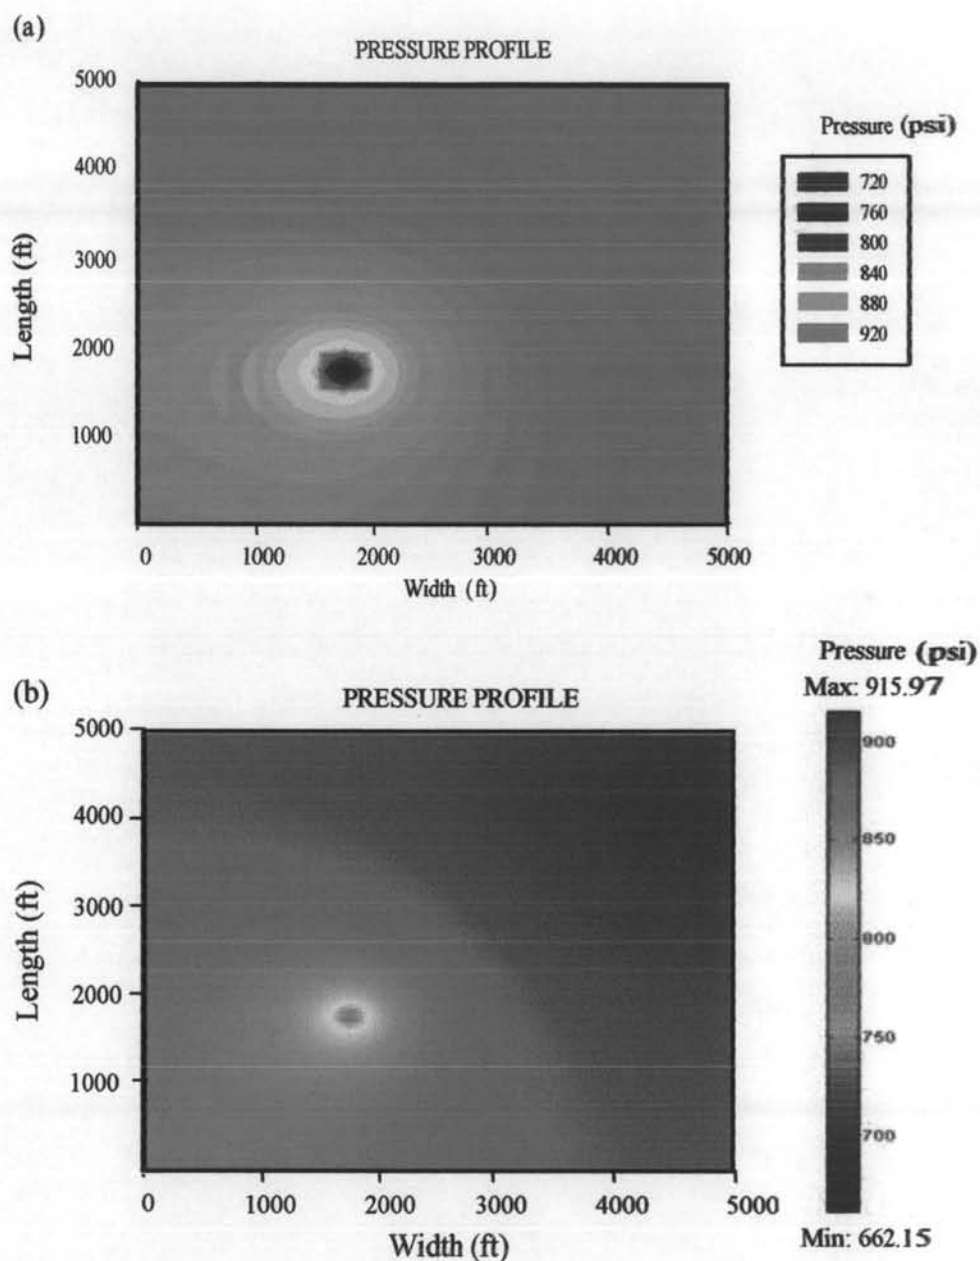 (a)
PRESSURE PROFILE
5000
4000
3000
2000
1000
Length (ft)
0 1000 2000 3000 4000 5000
Width (ft)
Pressure (psi)
720
760
800
840
880
920
(b)
PRESSURE PROFILE
5000
4000
3000
2000
1000
Length (ft)
0 1000 2000 3000 4000 5000
Width (ft)
Pressure (psi)
Max: 915.97
900
850
800
750
700
Min: 662.15